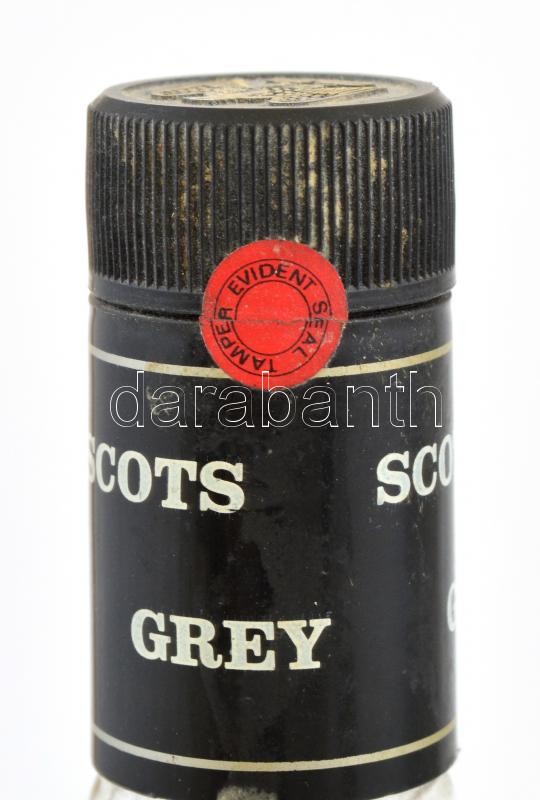 TAMPER EVIDENT SEAL
darabanth
SCOTS SCO
GREY G